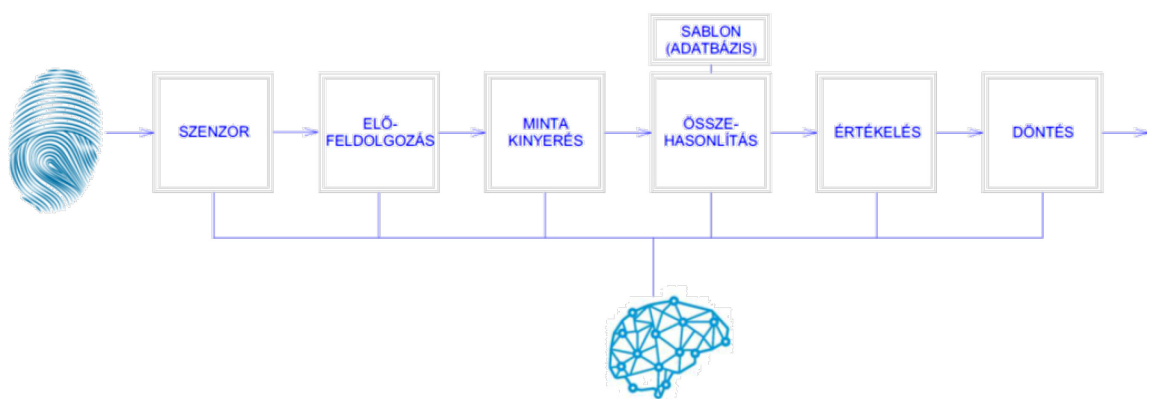 SABLON
(ADATBÁZIS)
SZENZOR
ELŐ-
FELDOLGOZÁS
MINTA
KINYERÉS
ÖSSZE-
HASONLÍTÁS
ÉRTÉKELÉS
DÖNTÉS